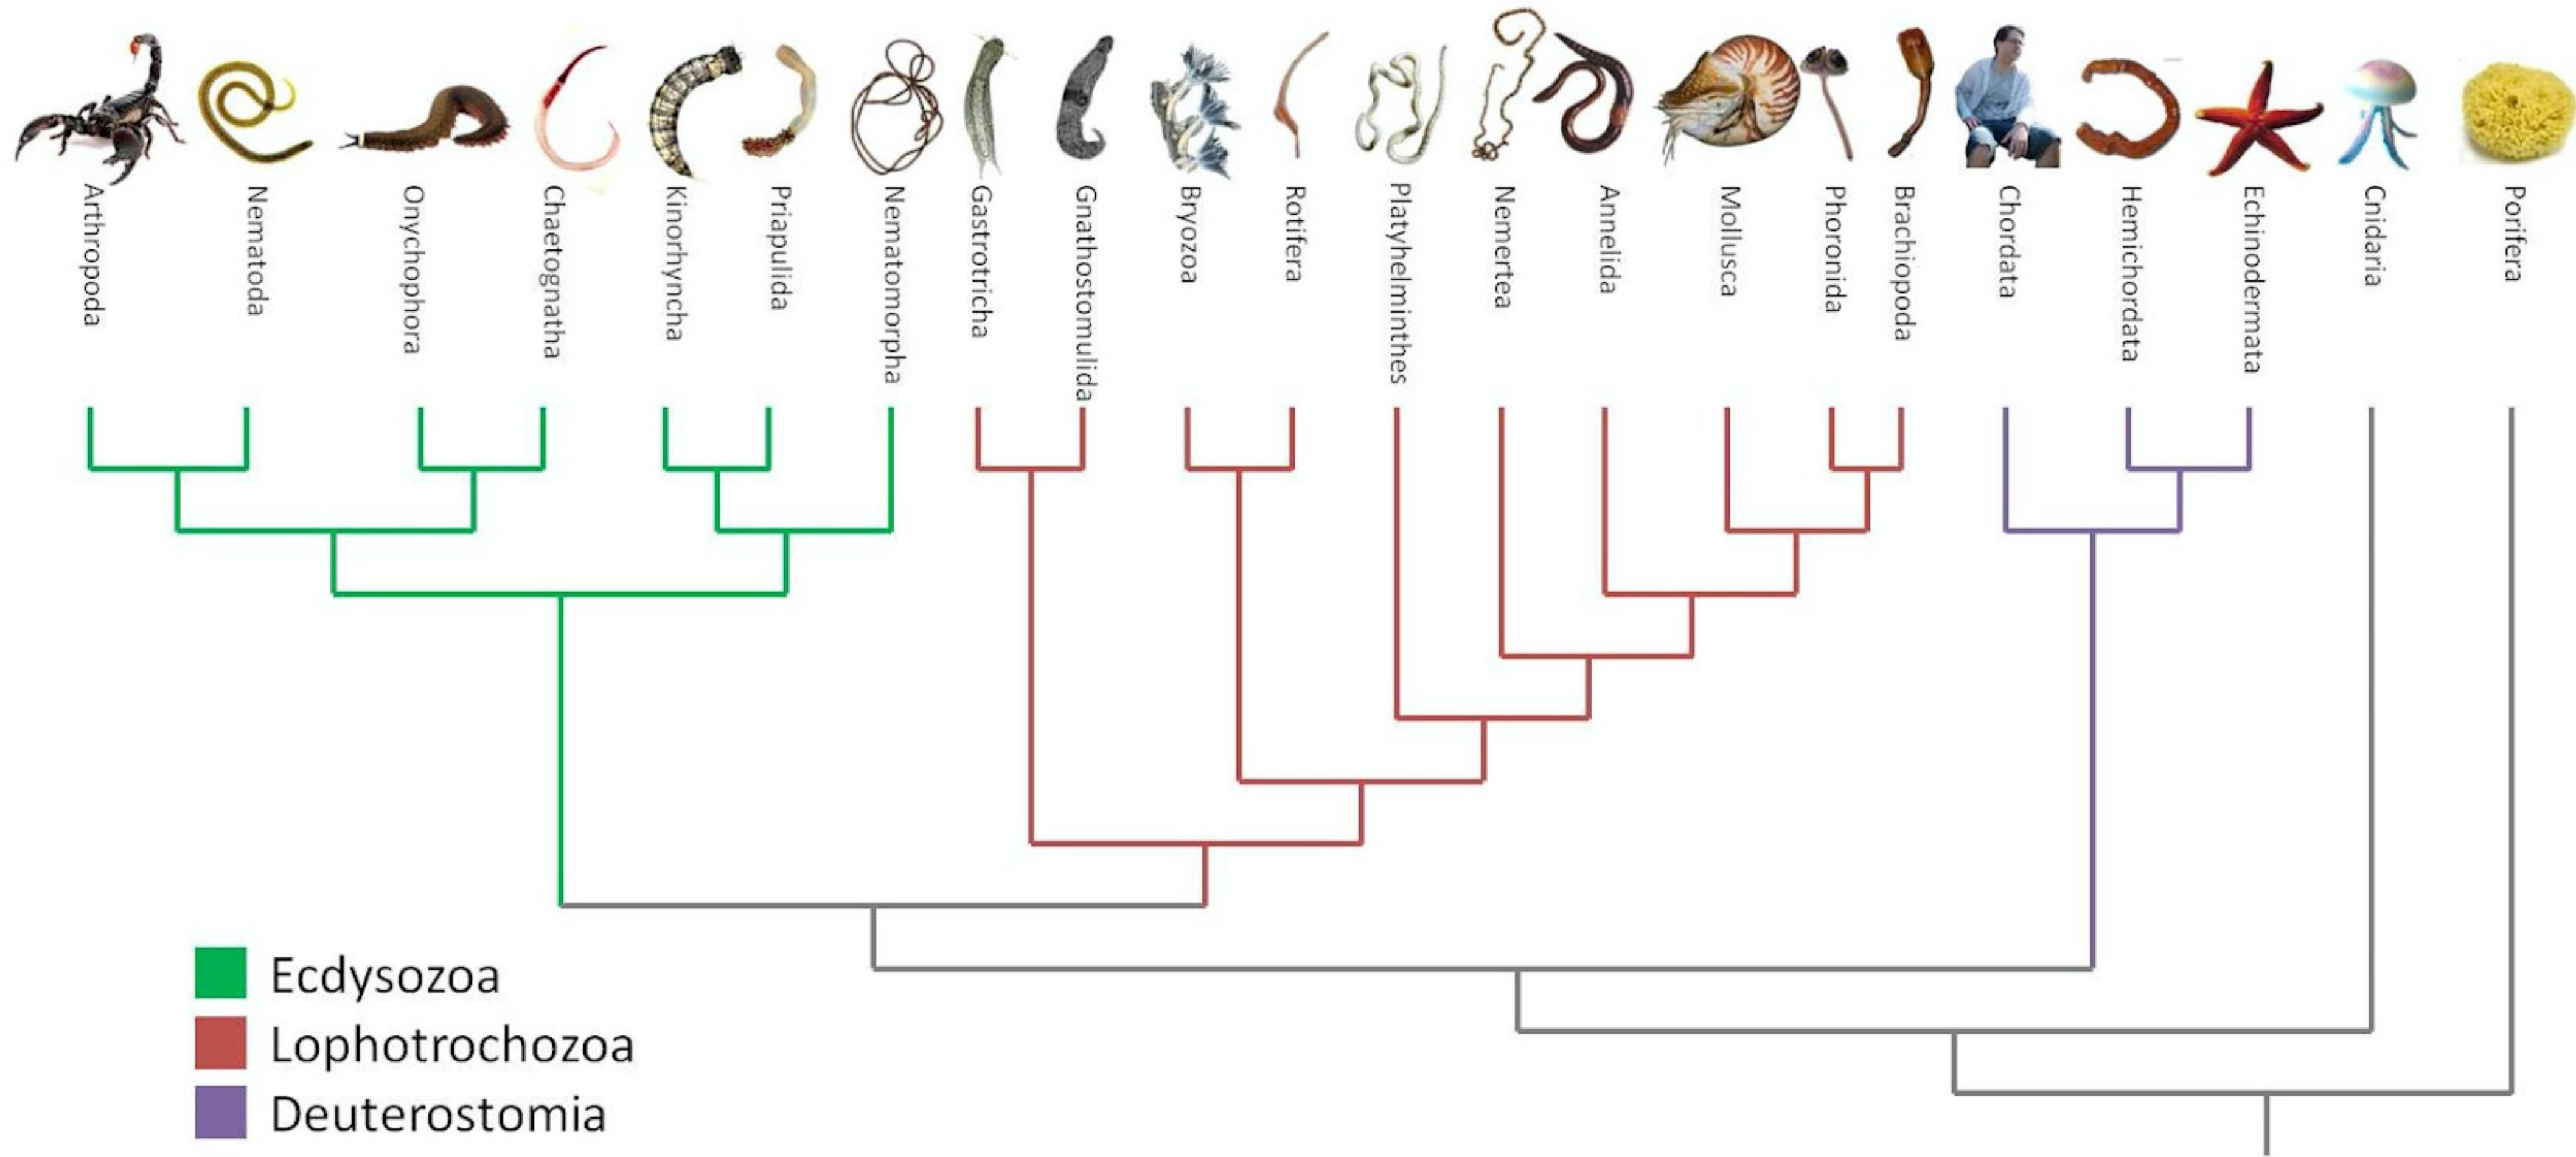 Arthropoda
Nematoda
Onychophora
Chaetognatha
Kinorhyncha
Priapulida
Nematomorpha
Gastrotricha
Gnathostomulida
Bryozoa
Rotifera
Platyhelminthes
Nemertea
Annelida
Mollusca
Phoronida
Brachiopoda
Chordata
Hemichordata
Echinodermata
Cnidaria
Porifera
Ecdysozoa
Lophotrochozoa
Deuterostomia